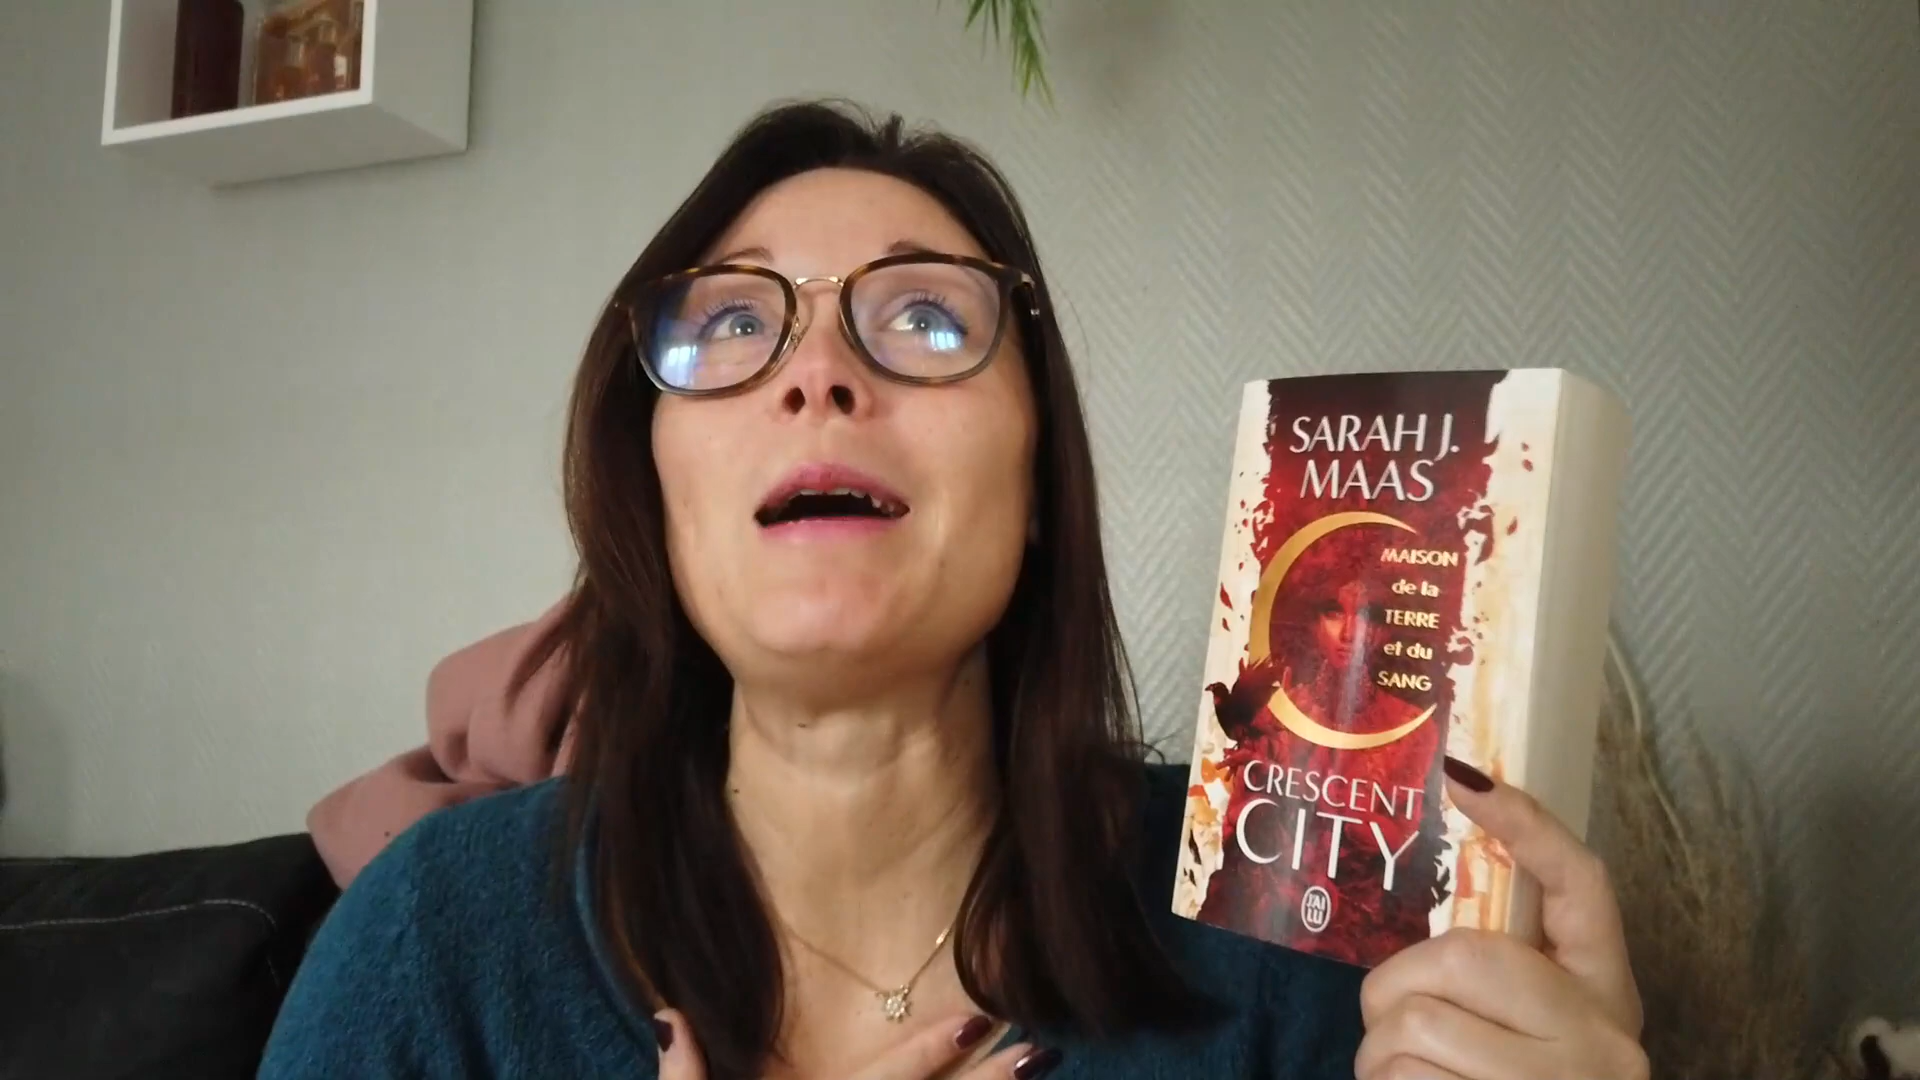 SARAH J.
MAAS
MAISON
de la
TERRE
et du
SANG
CRESCENT
CITY
J'AI
LU